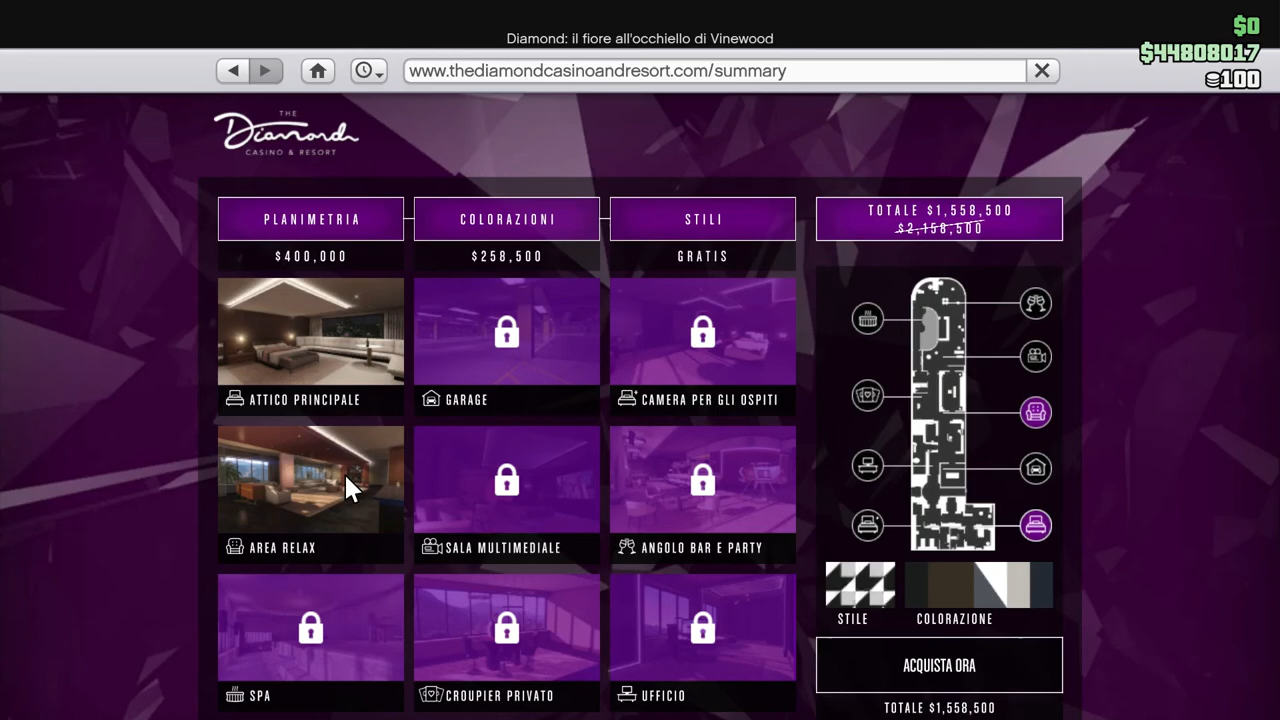 Diamond: il fiore all'occhiello di Vinewood
$0
$44808017
100
www.thediamondcasinoandresort.com/summary
THE
Diamond
CASINO & RESORT
PLANIMETRIA
COLORAZIONI
STILI
TOTALE $1,558,500
$2,158,500
$400,000
$258,500
GRATIS
ATTICO PRINCIPALE
GARAGE
CAMERA PER GLI OSPITI
AREA RELAX
SALA MULTIMEDIALE
ANGOLO BAR E PARTY
SPA
CROUPIER PRIVATO
UFFICIO
STILE
COLORAZIONE
ACQUISTA ORA
TOTALE $1,558,500